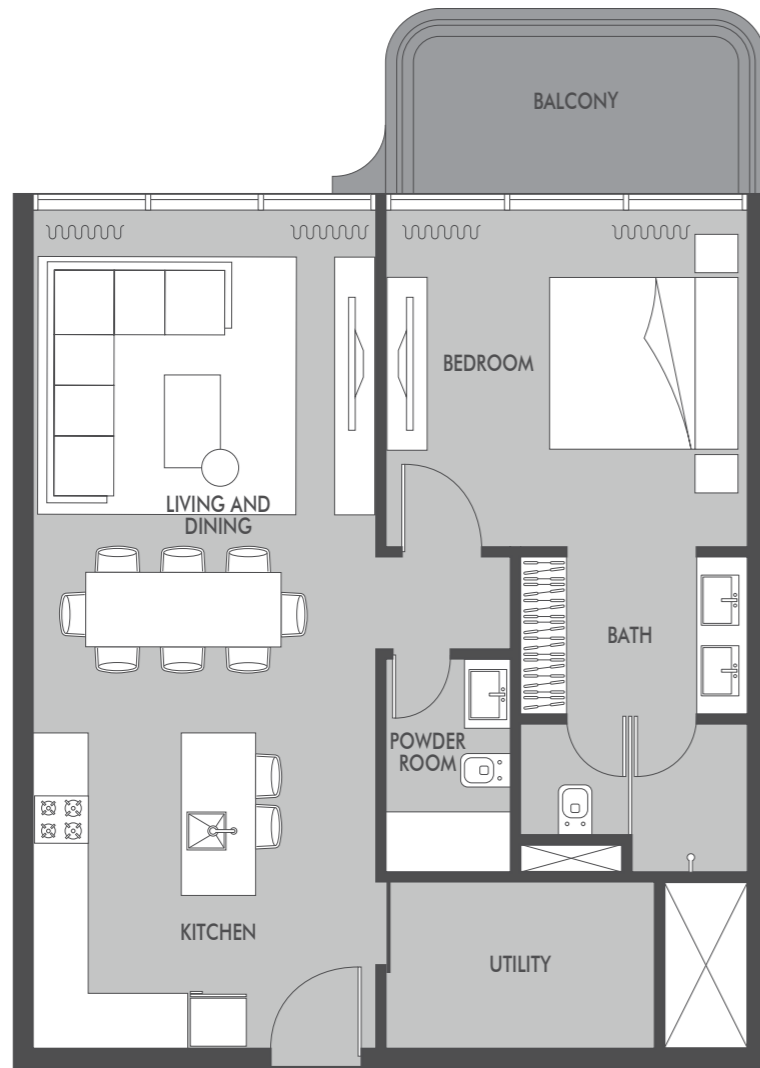 BALCONY
BEDROOM
LIVING AND
DINING
BATH
POWDER
ROOM
KITCHEN
UTILITY